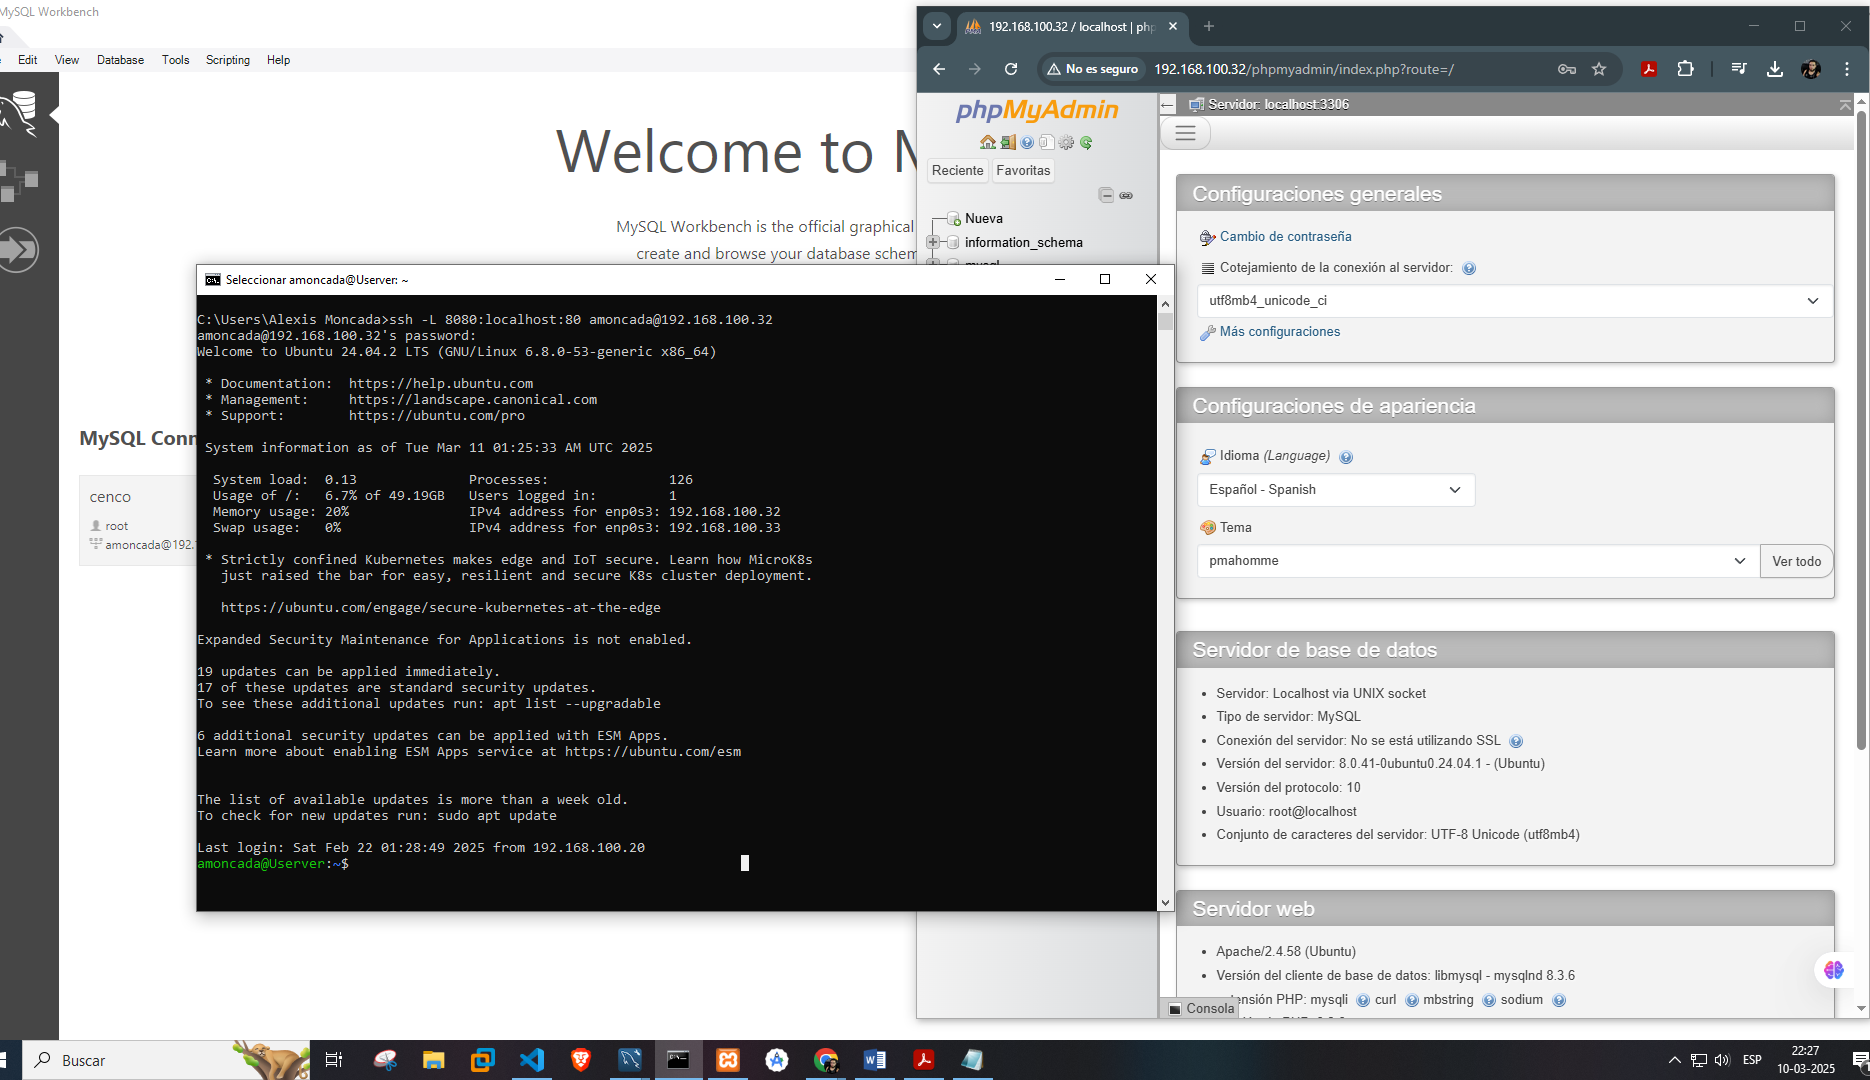 MySQL Workbench
Edit View Database Tools Scripting Help
Welcome to M
MySQL Workbench is the official graphical
create and browse your database schem
MySQL Conn
cenco
root
amoncada@192.
Seleccionar amoncada@Userver: ~
C:\Users\Alexis Moncada>ssh -L 8080:localhost:80 amoncada@192.168.100.32
amoncada@192.168.100.32's password:
Welcome to Ubuntu 24.04.2 LTS (GNU/Linux 6.8.0-53-generic x86_64)
* Documentation:  https://help.ubuntu.com
* Management:     https://landscape.canonical.com
* Support:        https://ubuntu.com/pro
System information as of Tue Mar 11 01:25:33 AM UTC 2025
System load:  0.13              Processes:               126
Usage of /:   6.7% of 49.19GB   Users logged in:         1
Memory usage: 20%               IPv4 address for enp0s3: 192.168.100.32
Swap usage:   0%                IPv4 address for enp0s3: 192.168.100.33
* Strictly confined Kubernetes makes edge and IoT secure. Learn how MicroK8s
just raised the bar for easy, resilient and secure K8s cluster deployment.
https://ubuntu.com/engage/secure-kubernetes-at-the-edge
Expanded Security Maintenance for Applications is not enabled.
19 updates can be applied immediately.
17 of these updates are standard security updates.
To see these additional updates run: apt list --upgradable
6 additional security updates can be applied with ESM Apps.
Learn more about enabling ESM Apps service at https://ubuntu.com/esm
The list of available updates is more than a week old.
To check for new updates run: sudo apt update
Last login: Sat Feb 22 01:28:49 2025 from 192.168.100.20
amoncada@Userver:~$
192.168.100.32 / localhost | php
No es seguro 192.168.100.32/phpmyadmin/index.php?route=/
phpMyAdmin
Reciente Favoritas
Nueva
information_schema
mysql
Servidor: localhost:3306
Configuraciones generales
Cambio de contraseña
Cotejamiento de la conexión al servidor:
utf8mb4_unicode_ci
Más configuraciones
Configuraciones de apariencia
Idioma (Language)
Español - Spanish
Tema
pmahomme
Ver todo
Servidor de base de datos
• Servidor: Localhost via UNIX socket
• Tipo de servidor: MySQL
• Conexión del servidor: No se está utilizando SSL
• Versión del servidor: 8.0.41-0ubuntu0.24.04.1 - (Ubuntu)
• Versión del protocolo: 10
• Usuario: root@localhost
• Conjunto de caracteres del servidor: UTF-8 Unicode (utf8mb4)
Servidor web
• Apache/2.4.58 (Ubuntu)
• Versión del cliente de base de datos: libmysql - mysqlnd 8.3.6
ensión PHP: mysqli curl mbstring sodium
Consola
Buscar
ESP
22:27
10-03-2025